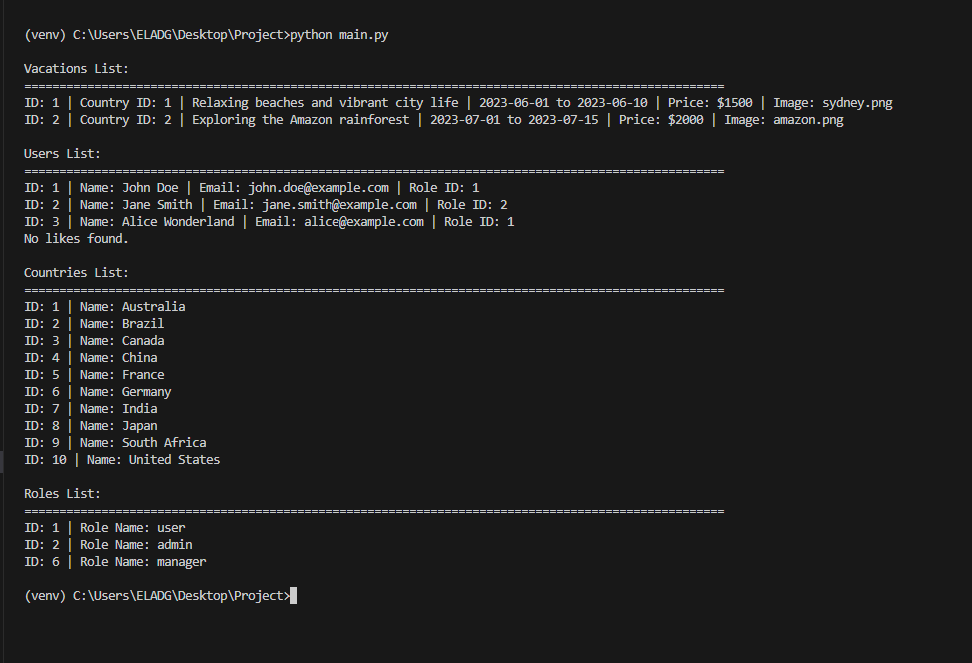 (venv) C:\Users\ELADG\Desktop\Project>python main.py
Vacations List:
====================================================================================================
ID: 1 | Country ID: 1 | Relaxing beaches and vibrant city life | 2023-06-01 to 2023-06-10 | Price: $1500 | Image: sydney.png
ID: 2 | Country ID: 2 | Exploring the Amazon rainforest | 2023-07-01 to 2023-07-15 | Price: $2000 | Image: amazon.png
Users List:
====================================================================================================
ID: 1 | Name: John Doe | Email: john.doe@example.com | Role ID: 1
ID: 2 | Name: Jane Smith | Email: jane.smith@example.com | Role ID: 2
ID: 3 | Name: Alice Wonderland | Email: alice@example.com | Role ID: 1
No likes found.
Countries List:
====================================================================================================
ID: 1 | Name: Australia
ID: 2 | Name: Brazil
ID: 3 | Name: Canada
ID: 4 | Name: China
ID: 5 | Name: France
ID: 6 | Name: Germany
ID: 7 | Name: India
ID: 8 | Name: Japan
ID: 9 | Name: South Africa
ID: 10 | Name: United States
Roles List:
====================================================================================================
ID: 1 | Role Name: user
ID: 2 | Role Name: admin
ID: 6 | Role Name: manager
(venv) C:\Users\ELADG\Desktop\Project>